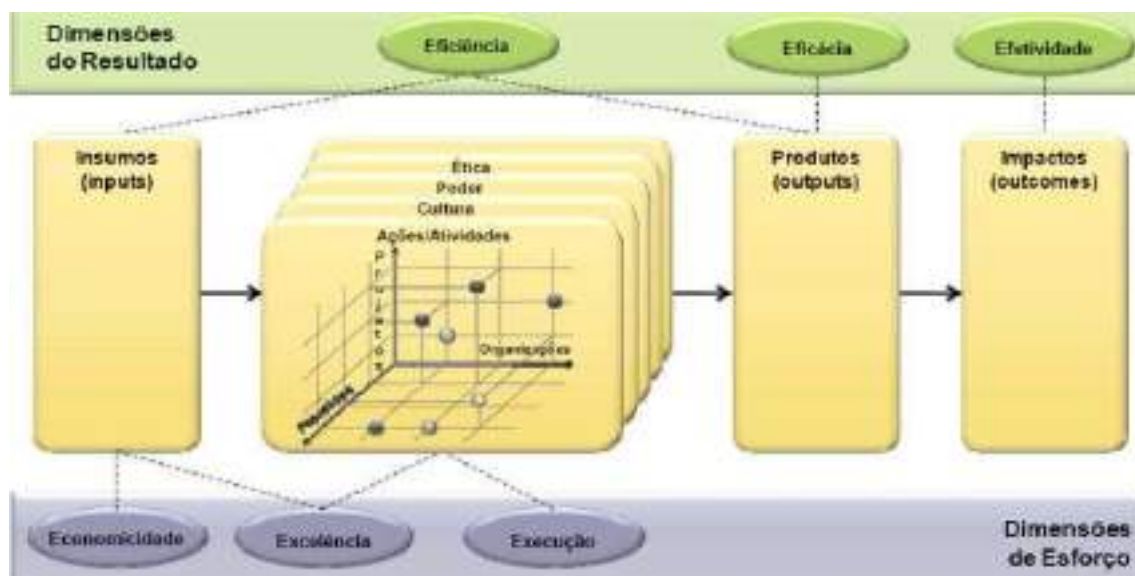 Dimensões
do Resultado
Eficiência
Eficácia
Efetividade
Insumos
(inputs)
Ética
Poder
Cultura
Ações/Atividades
Organizações
Produtos
(outputs)
Impactos
(outcomes)
Economicidade
Excelência
Execução
Dimensões
de Esforço